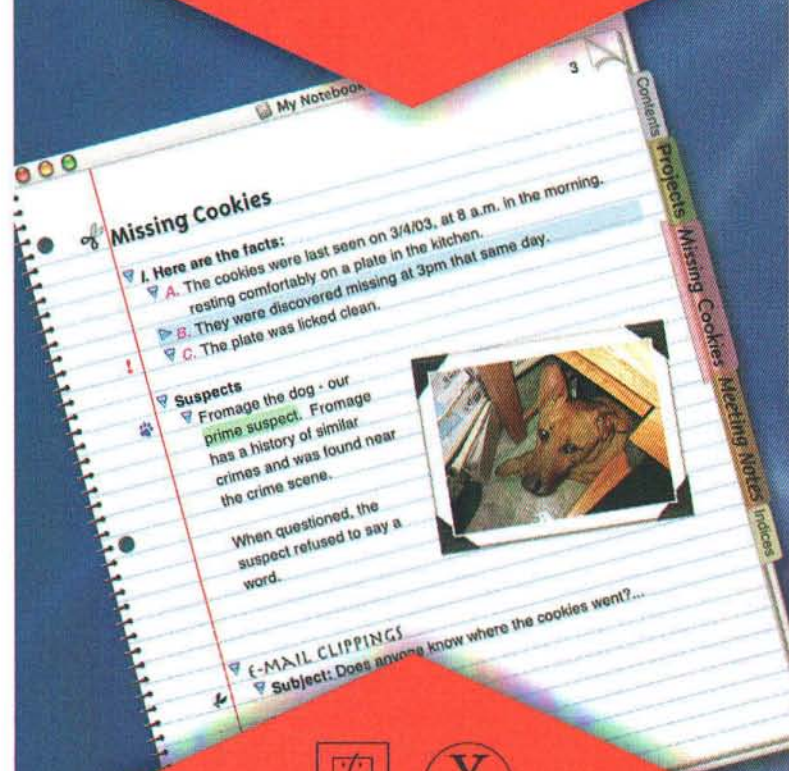 My Notebook
3
Missing Cookies
I. Here are the facts:
A. The cookies were last seen on 3/4/03, at 8 a.m. in the morning.
resting comfortably on a plate in the kitchen.
B. They were discovered missing at 3pm that same day.
! C. The plate was licked clean.
Suspects
Fromage the dog - our
prime suspect. Fromage
has a history of similar
crimes and was found near
the crime scene.
When questioned, the
suspect refused to say a
word.
E-MAIL CLIPPINGS
Subject: Does anyone know where the cookies went?...
Contents
Projects
Missing Cookies
Meeting Notes
Indices
X